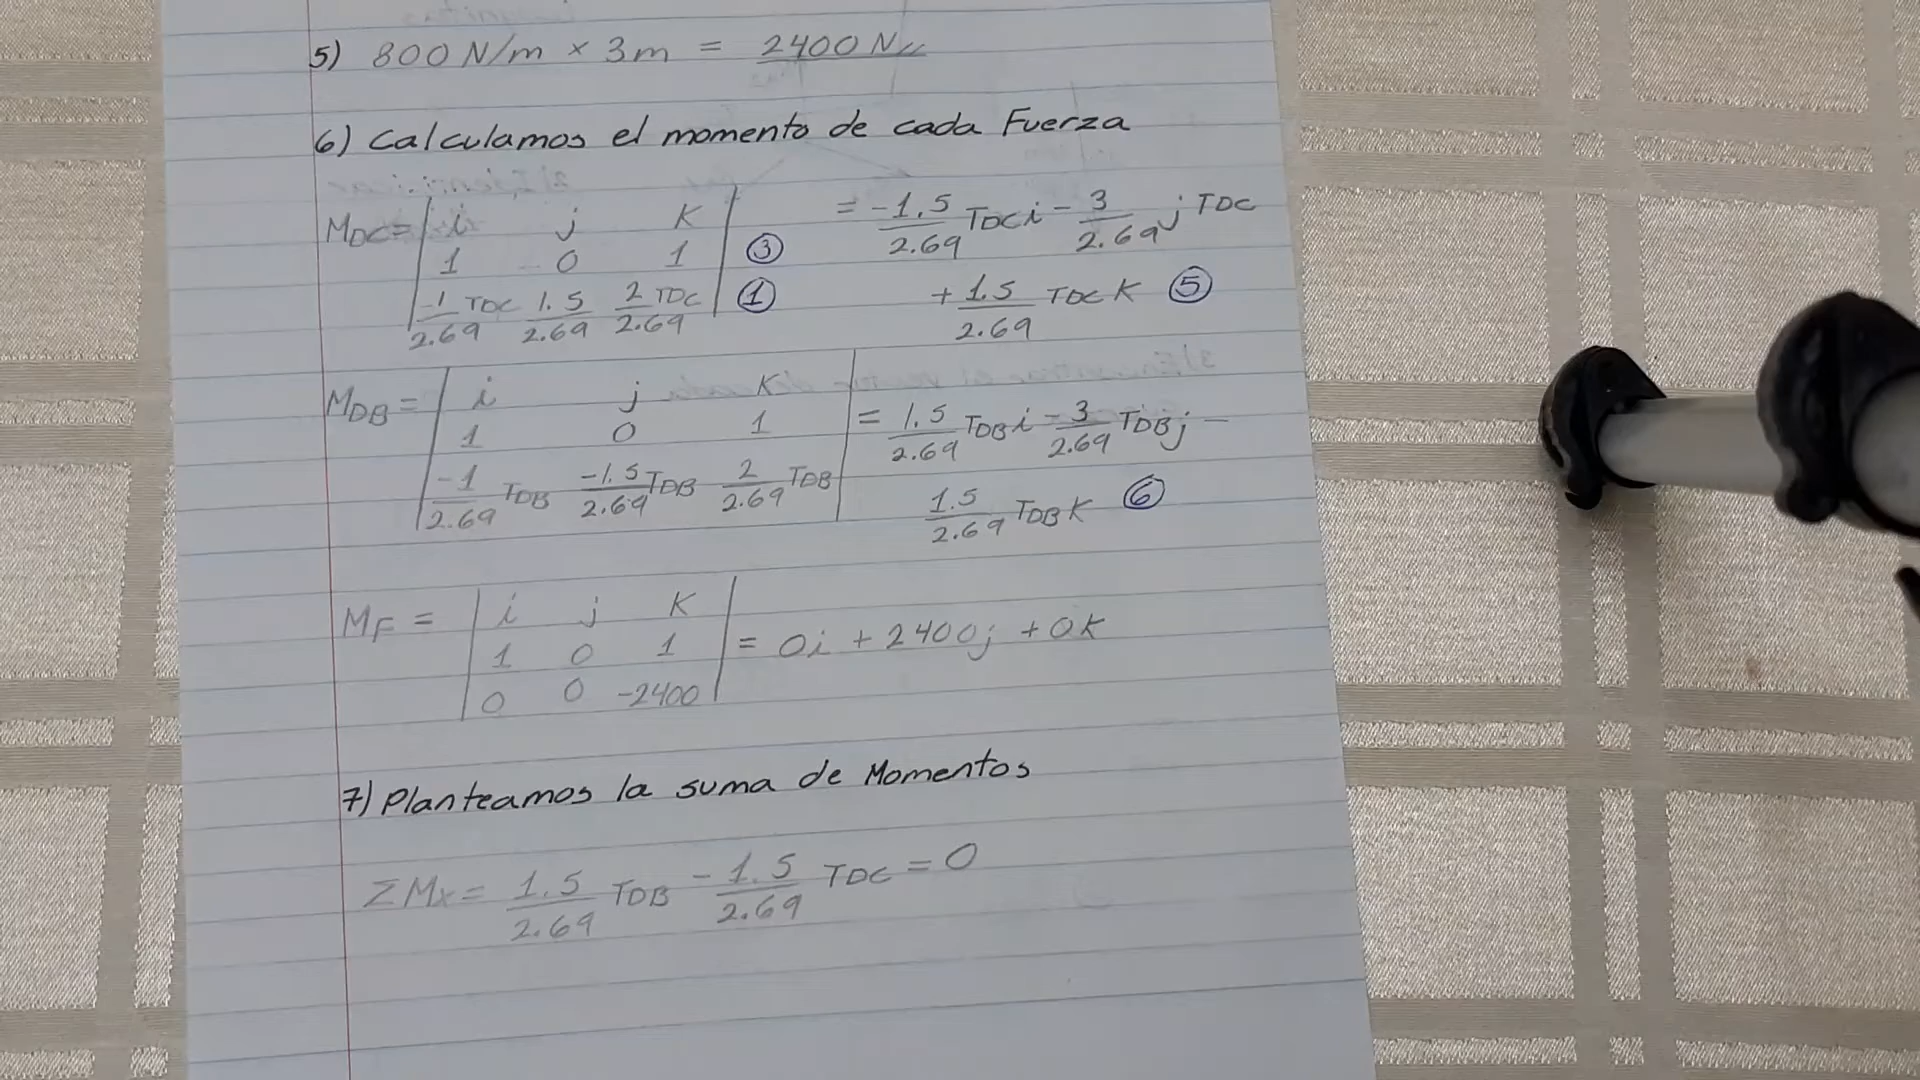 5) 800 N/m × 3m = 2400 N
6) Calculamos el momento de cada Fuerza
MDC= | i j K | = -1.5/2.69 TDC i - 3/2.69 j TDC
1 0 1 ③
-1/2.69 TDC 1.5/2.69 2/2.69 TDC ① + 1.5/2.69 TDC K ⑤
MDB = | i j K |
1 0 1 = 1.5/2.69 TDB i - 3/2.69 TDB j -
-1/2.69 TDB -1.5/2.69 TDB 2/2.69 TDB 1.5/2.69 TDB K ⑥
MF = | i j K |
1 0 1 = 0i + 2400j + 0K
0 0 -2400
7) Planteamos la suma de Momentos
ΣMx = 1.5/2.69 TDB - 1.5/2.69 TDC = 0